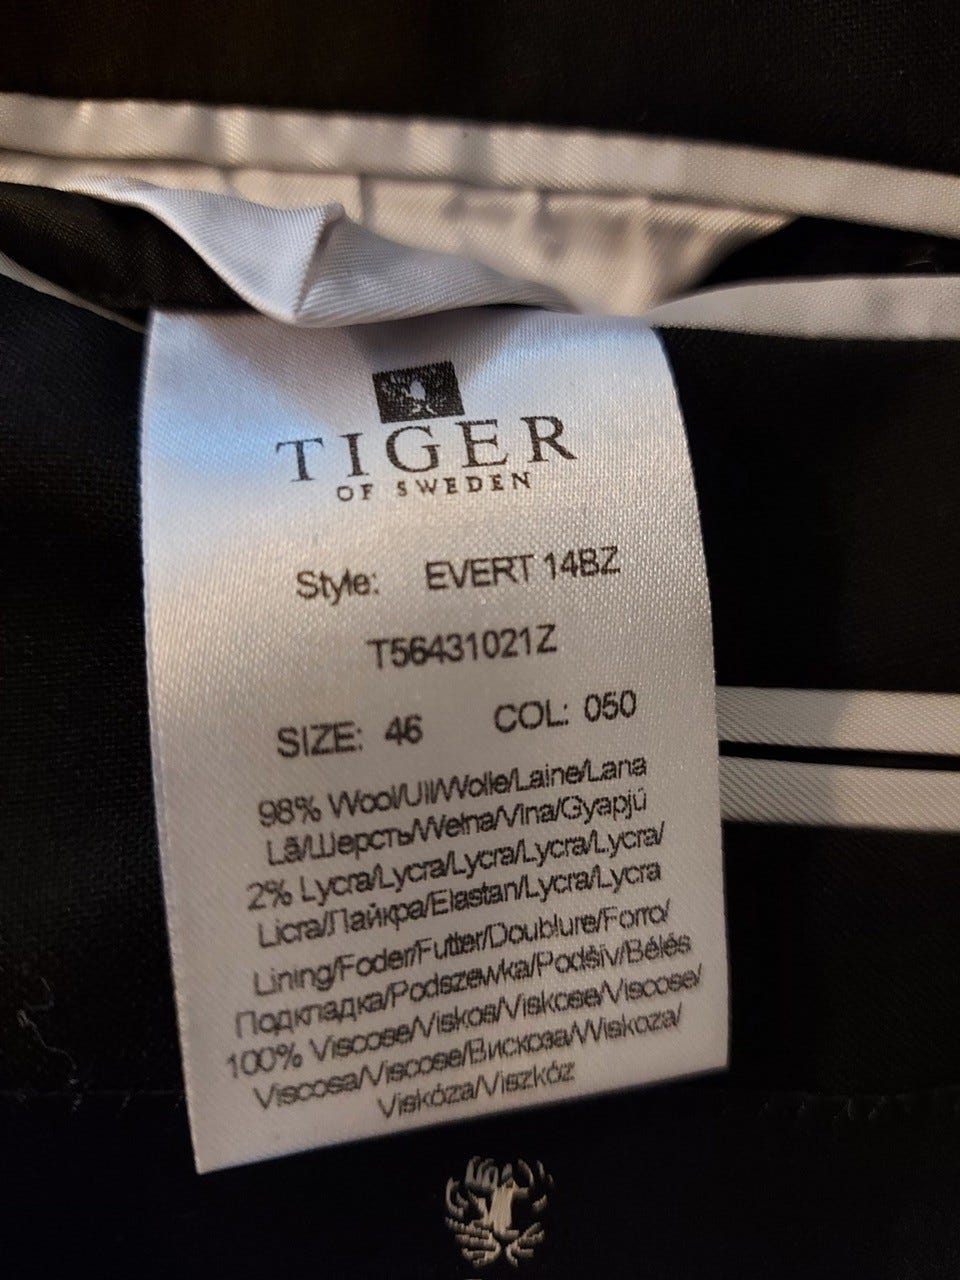 TIGER
OF SWEDEN
Style: EVERT 14BZ
T56431021Z
SIZE: 46 COL: 050
98% Wool/Ull/Wolle/Laine/Lana
Lã/Шерсть/Wełna/Vlna/Gyapjú
2% Lycra/Lycra/Lycra/Lycra/Lycra/
Licra/Лайкра/Elastan/Lycra/Lycra
Lining/Foder/Futter/Doublure/Forro/
Подкладка/Podszewka/Podšiv/Bélés
100% Viscose/Viskos/Viskose/Viscose/
Viscosa/Viscose/Вискоза/Wiskoza/
Viskóza/Viszkóz